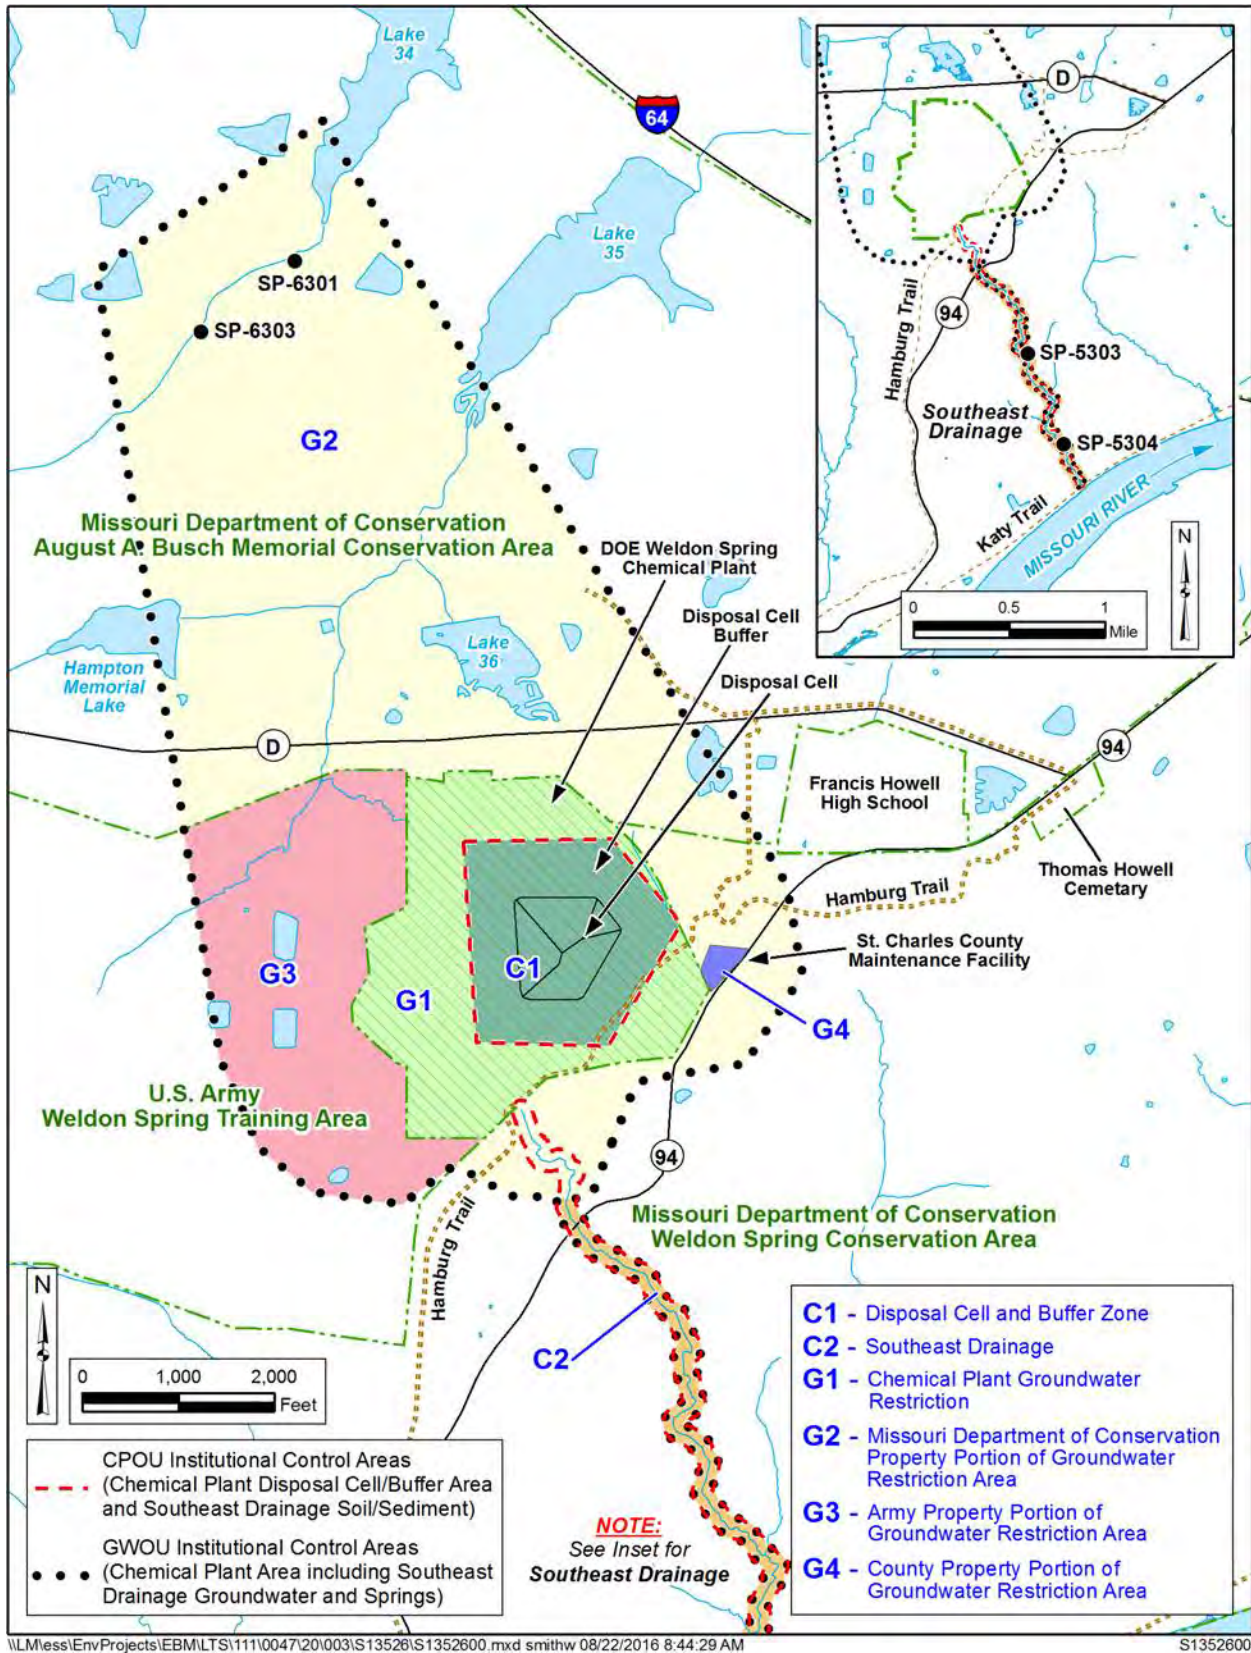 Lake
34
64
Lake
35
SP-6301
SP-6303
G2
Missouri Department of Conservation
August A. Busch Memorial Conservation Area
DOE Weldon Spring
Chemical Plant
Disposal Cell
Buffer
Disposal Cell
Hampton
Memorial
Lake
Lake
36
D
94
Francis Howell
High School
Thomas Howell
Cemetary
Hamburg Trail
St. Charles County
Maintenance Facility
G3
G1
C1
G4
U.S. Army
Weldon Spring Training Area
94
Hamburg Trail
Missouri Department of Conservation
Weldon Spring Conservation Area
C2
D
Hamburg Trail
94
SP-5303
Southeast
Drainage
SP-5304
Katy Trail
MISSOURI RIVER
N
0 0.5 1
Mile
N
0 1,000 2,000
Feet
CPOU Institutional Control Areas
(Chemical Plant Disposal Cell/Buffer Area
and Southeast Drainage Soil/Sediment)
GWOU Institutional Control Areas
(Chemical Plant Area including Southeast
Drainage Groundwater and Springs)
NOTE:
See Inset for
Southeast Drainage
C1 - Disposal Cell and Buffer Zone
C2 - Southeast Drainage
G1 - Chemical Plant Groundwater
Restriction
G2 - Missouri Department of Conservation
Property Portion of Groundwater
Restriction Area
G3 - Army Property Portion of
Groundwater Restriction Area
G4 - County Property Portion of
Groundwater Restriction Area
\\LM\ess\EnvProjects\EBM\LTS\111\0047\20\003\S13526\S1352600.mxd smithw 08/22/2016 8:44:29 AM
S1352600